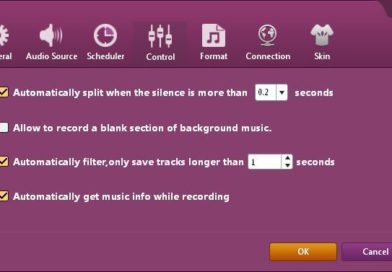 eral Audio Source Scheduler Control Format Connection Skin
Automatically split when the silence is more than 0.2 seconds
Allow to record a blank section of background music.
Automatically filter,only save tracks longer than 1 seconds
Automatically get music info while recording
OK Cancel